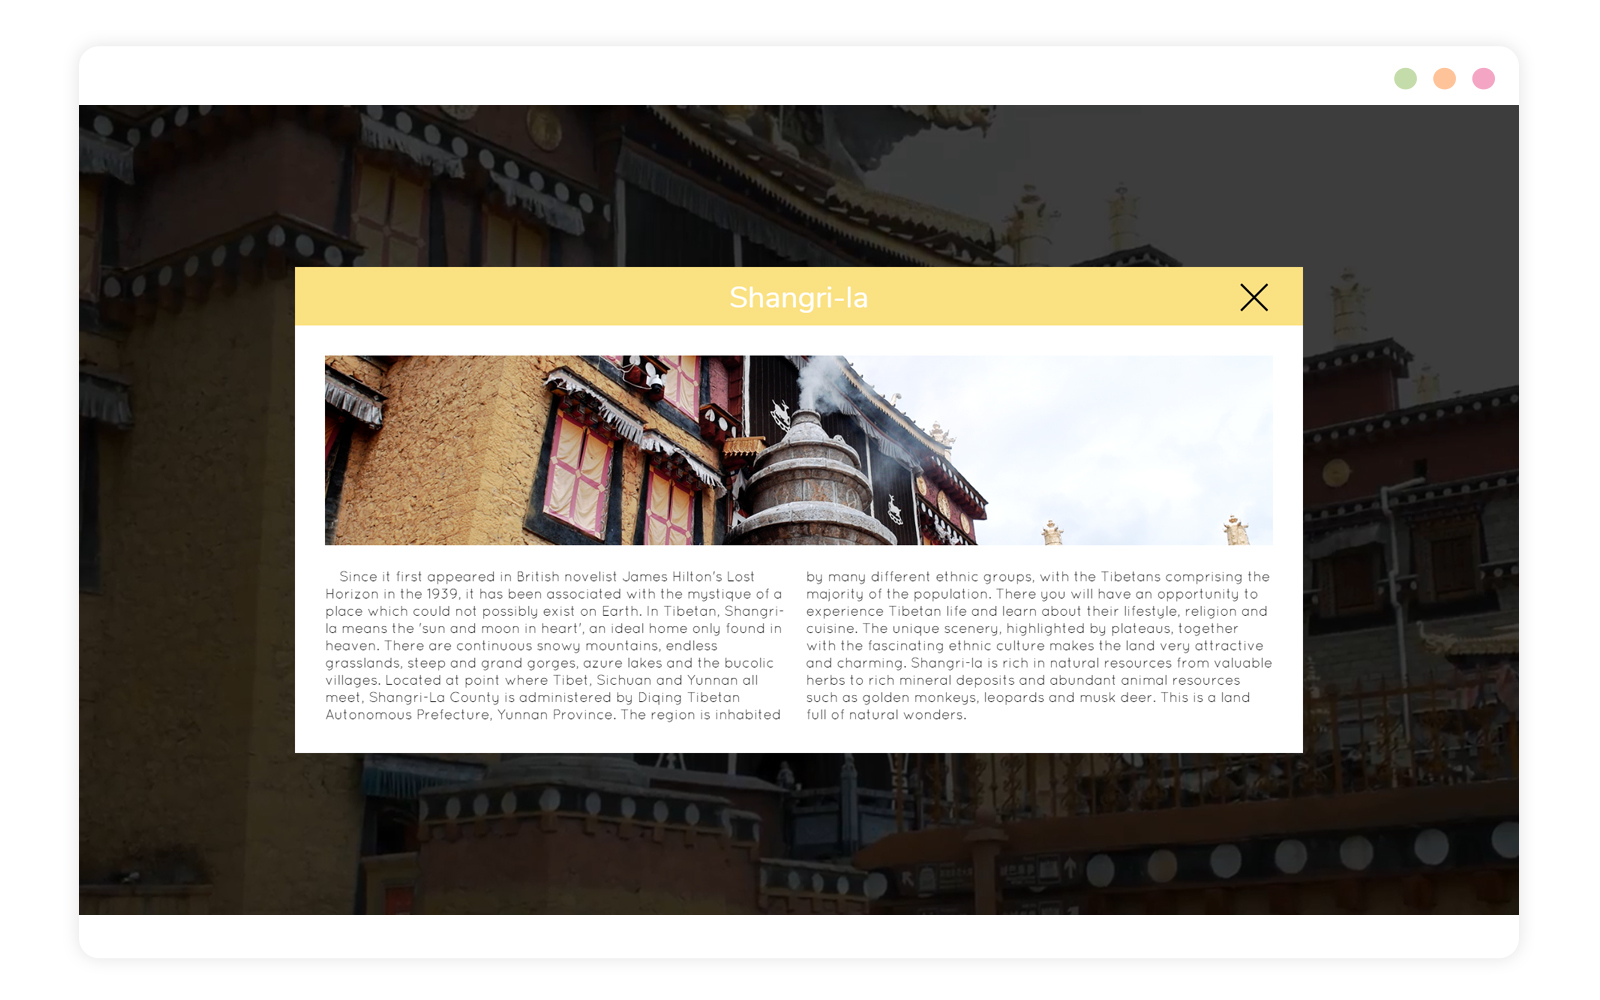 Shangri-la
Since it first appeared in British novelist James Hilton's Lost
Horizon in the 1939, it has been associated with the mystique of a
place which could not possibly exist on Earth. In Tibetan, Shangri-
la means the 'sun and moon in heart', an ideal home only found in
heaven. There are continuous snowy mountains, endless
grasslands, steep and grand gorges, azure lakes and the bucolic
villages. Located at point where Tibet, Sichuan and Yunnan all
meet, Shangri-La County is administered by Diqing Tibetan
Autonomous Prefecture, Yunnan Province. The region is inhabited
by many different ethnic groups, with the Tibetans comprising the
majority of the population. There you will have an opportunity to
experience Tibetan life and learn about their lifestyle, religion and
cuisine. The unique scenery, highlighted by plateaus, together
with the fascinating ethnic culture makes the land very attractive
and charming. Shangri-la is rich in natural resources from valuable
herbs to rich mineral deposits and abundant animal resources
such as golden monkeys, leopards and musk deer. This is a land
full of natural wonders.